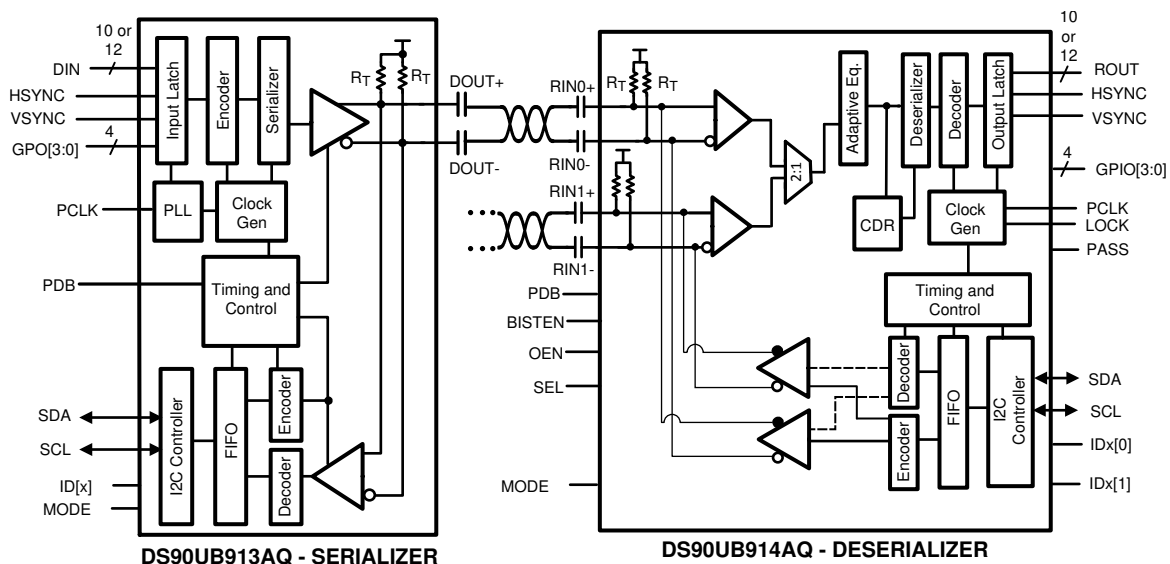 10 or
12
DIN
HSYNC
VSYNC
4
GPO[3:0]
PCLK
PDB
SDA
SCL
ID[x]
MODE
Input Latch
Encoder
Serializer
PLL
Clock
Gen
Timing and
Control
I2C Controller
FIFO
Encoder
Decoder
RT
RT
DOUT+
DOUT-
DS90UB913AQ - SERIALIZER
RIN0+
RIN0-
RIN1+
RIN1-
PDB
BISTEN
OEN
SEL
MODE
RT
RT
2:1
Adaptive Eq.
CDR
Deserializer
Decoder
Output Latch
Clock
Gen
Timing and
Control
Decoder
Encoder
FIFO
I2C
Controller
10
or
12
ROUT
HSYNC
VSYNC
4
GPIO[3:0]
PCLK
LOCK
PASS
SDA
SCL
IDx[0]
IDx[1]
DS90UB914AQ - DESERIALIZER